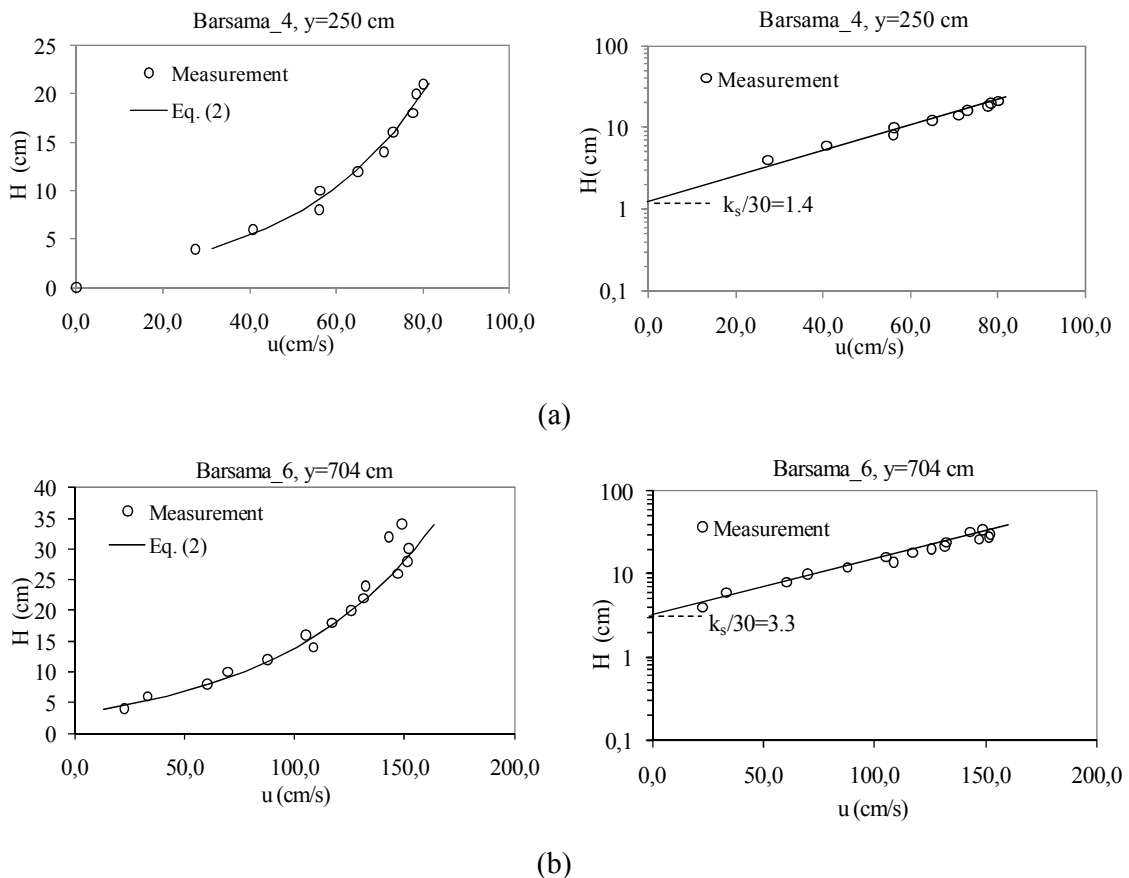 Barsama_4, y=250 cm
25
20
15
10
5
0
H (cm)
Measurement
Eq. (2)
0,0 20,0 40,0 60,0 80,0 100,0
u(cm/s)
Barsama_4, y=250 cm
100
10
1
0,1
H( cm)
Measurement
kₛ/30=1.4
0,0 20,0 40,0 60,0 80,0 100,0
u(cm/s)
(a)
Barsama_6, y=704 cm
40
35
30
25
20
15
10
5
0
H (cm)
Measurement
Eq. (2)
0,0 50,0 100,0 150,0 200,0
u (cm/s)
Barsama_6, y=704 cm
100
10
1
0,1
H (cm)
Measurement
kₛ/30=3.3
0,0 50,0 100,0 150,0 200,0
u (cm/s)
(b)